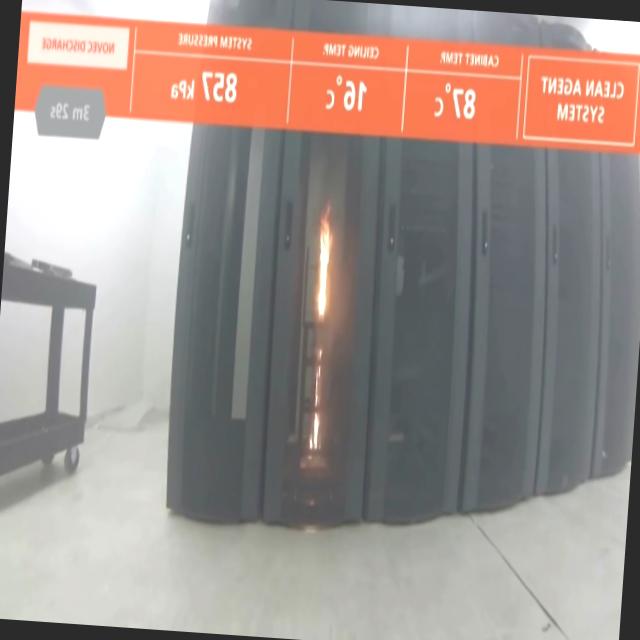 CLEAN AGENT
SYSTEM
CABINET TEMP.
87°C
CEILING TEMP.
16°C
SYSTEM PRESSURE
857 kPa
NOVEC DISCHARGE
3m 29s